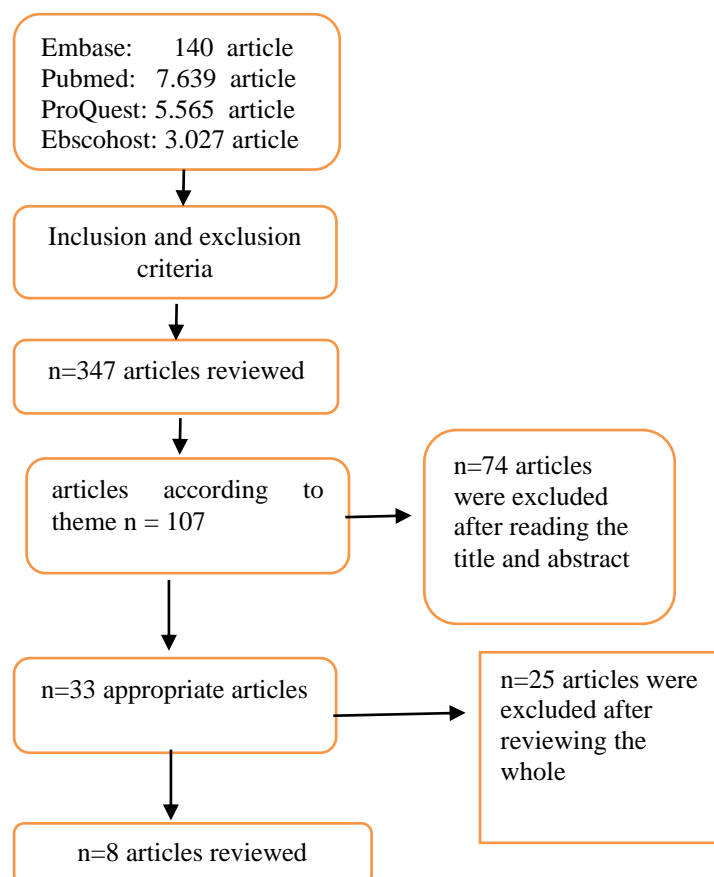 Embase: 140 article
Pubmed: 7.639 article
ProQuest: 5.565 article
Ebscohost: 3.027 article
Inclusion and exclusion
criteria
n=347 articles reviewed
articles according to
theme n = 107
n=74 articles
were excluded
after reading the
title and abstract
n=33 appropriate articles
n=25 articles were
excluded after
reviewing the
whole
n=8 articles reviewed